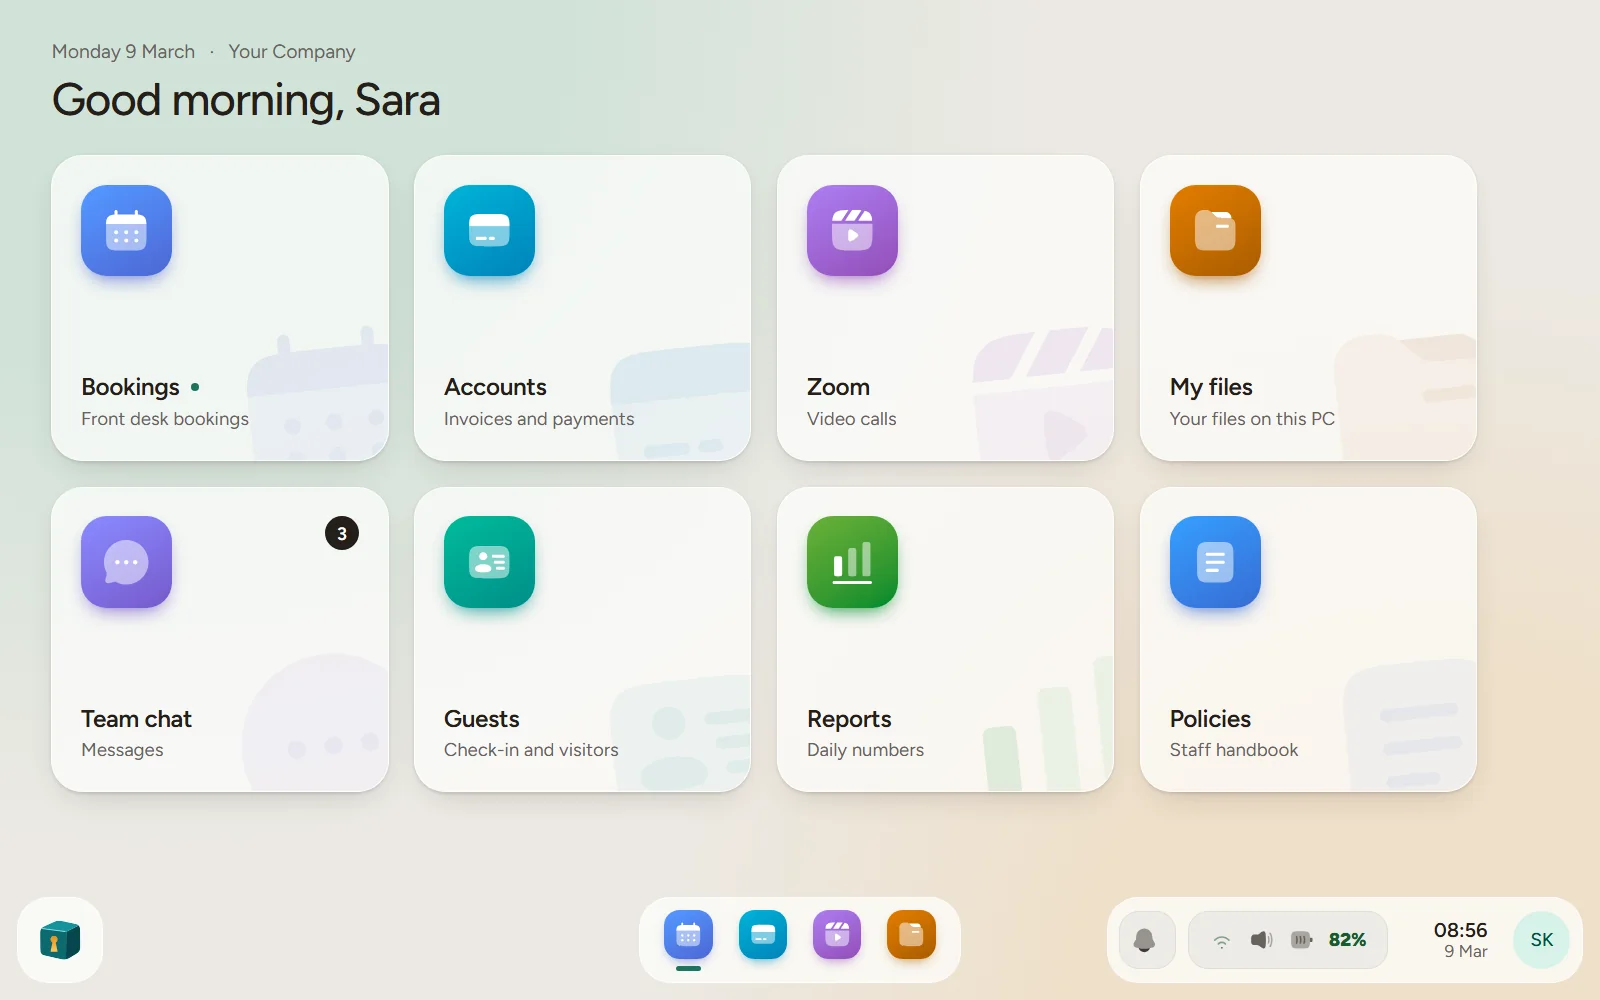 Monday 9 March · Your Company
Good morning, Sara
Bookings
Front desk bookings
Accounts
Invoices and payments
Zoom
Video calls
My files
Your files on this PC
3
Team chat
Messages
Guests
Check-in and visitors
Reports
Daily numbers
Policies
Staff handbook
82%
08:56
9 Mar
SK